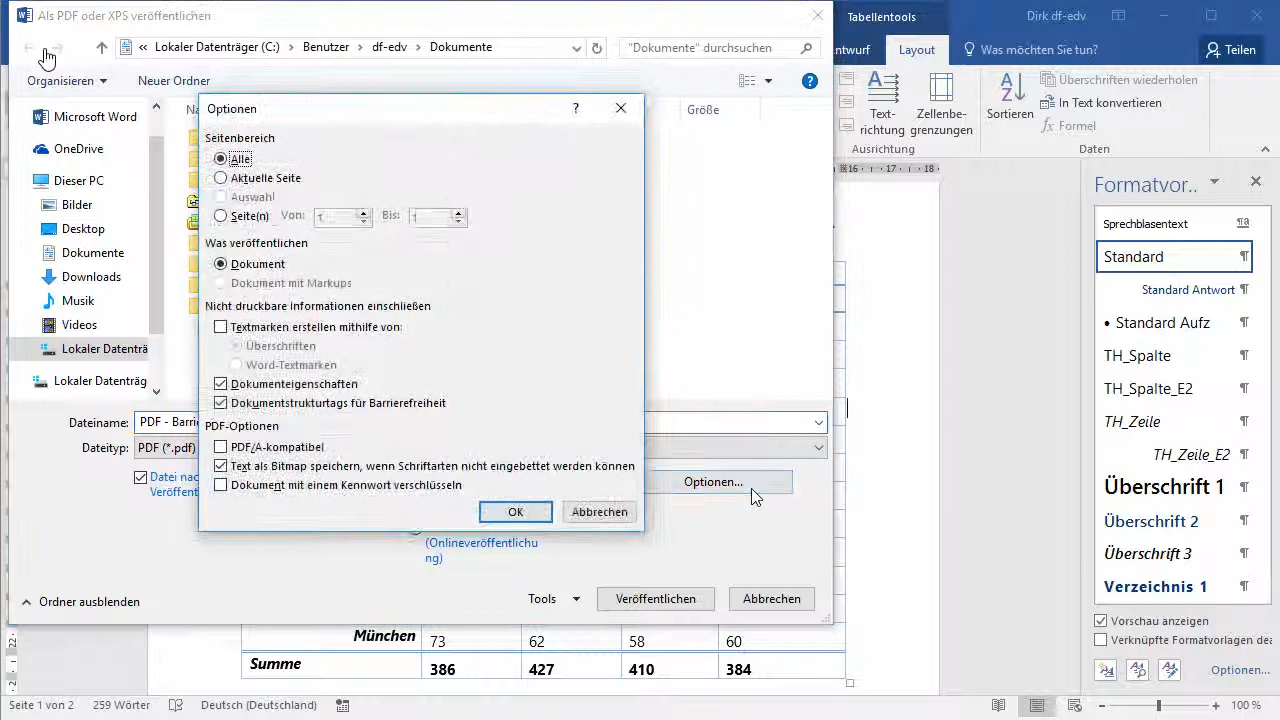 Als PDF oder XPS veröffentlichen
Tabellentools
Dirk df-edv
« Lokaler Datenträger (C:) › Benutzer › df-edv › Dokumente
"Dokumente" durchsuchen
ntwurf
Layout
Was möchten Sie tun?
Teilen
Organisieren
Neuer Ordner
Größe
Microsoft Word
OneDrive
Dieser PC
Bilder
Desktop
Dokumente
Downloads
Musik
Videos
Lokaler Datenträ
Lokaler Datenträg
Optionen
Seitenbereich
Alle
Aktuelle Seite
Auswahl
Seite(n) Von: 1 Bis: 1
Was veröffentlichen
Dokument
Dokument mit Markups
Nicht druckbare Informationen einschließen
Textmarken erstellen mithilfe von:
Überschriften
Word-Textmarken
Dokumenteigenschaften
Dokumentstrukturtags für Barrierefreiheit
PDF-Optionen
PDF/A-kompatibel
Text als Bitmap speichern, wenn Schriftarten nicht eingebettet werden können
Dokument mit einem Kennwort verschlüsseln
OK
Abbrechen
Text-
richtung
Zellenbe-
grenzungen
Ausrichtung
Sortieren
Überschriften wiederholen
In Text konvertieren
Formel
Daten
16 · 17 · 18
Dateiname: PDF - Barri
Dateityp: PDF (*.pdf)
Datei nac
Veröffent
Optionen...
(Onlineveröffentlichu
ng)
Ordner ausblenden
Tools
Veröffentlichen
Abbrechen
München 73 62 58 60
Summe 386 427 410 384
Formatvor..
Sprechblasentext ¶a
Standard ¶
Standard Antwort ¶
• Standard Aufz ¶
TH_Spalte ¶
TH_Spalte_E2 ¶
TH_Zeile ¶
TH_Zeile_E2 ¶
Überschrift 1 ¶
Überschrift 2 ¶
Überschrift 3 ¶
Verzeichnis 1 ¶
Vorschau anzeigen
Verknüpfte Formatvorlagen dea
Optionen...
Seite 1 von 2
259 Wörter
Deutsch (Deutschland)
100 %